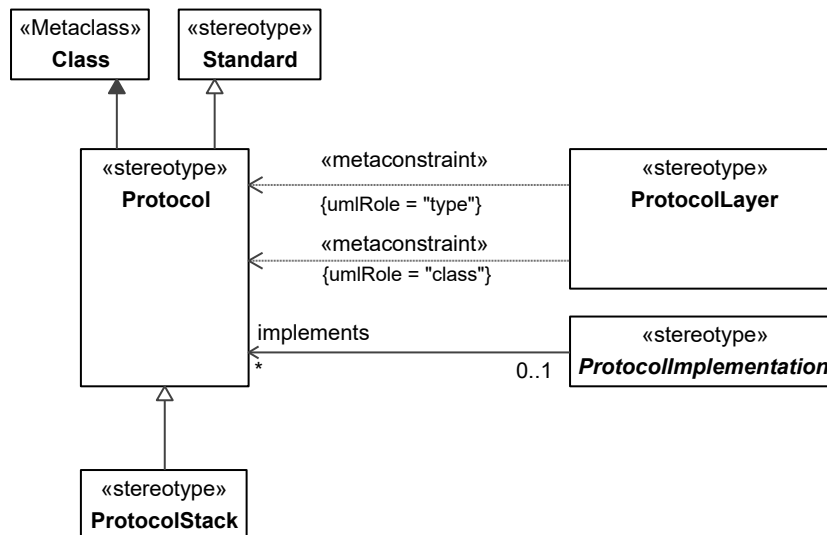 «Metaclass»
Class
«stereotype»
Standard
«stereotype»
Protocol
«metaconstraint»
{umlRole = "type"}
«metaconstraint»
{umlRole = "class"}
«stereotype»
ProtocolLayer
implements
*
0..1
«stereotype»
ProtocolImplementation
«stereotype»
ProtocolStack